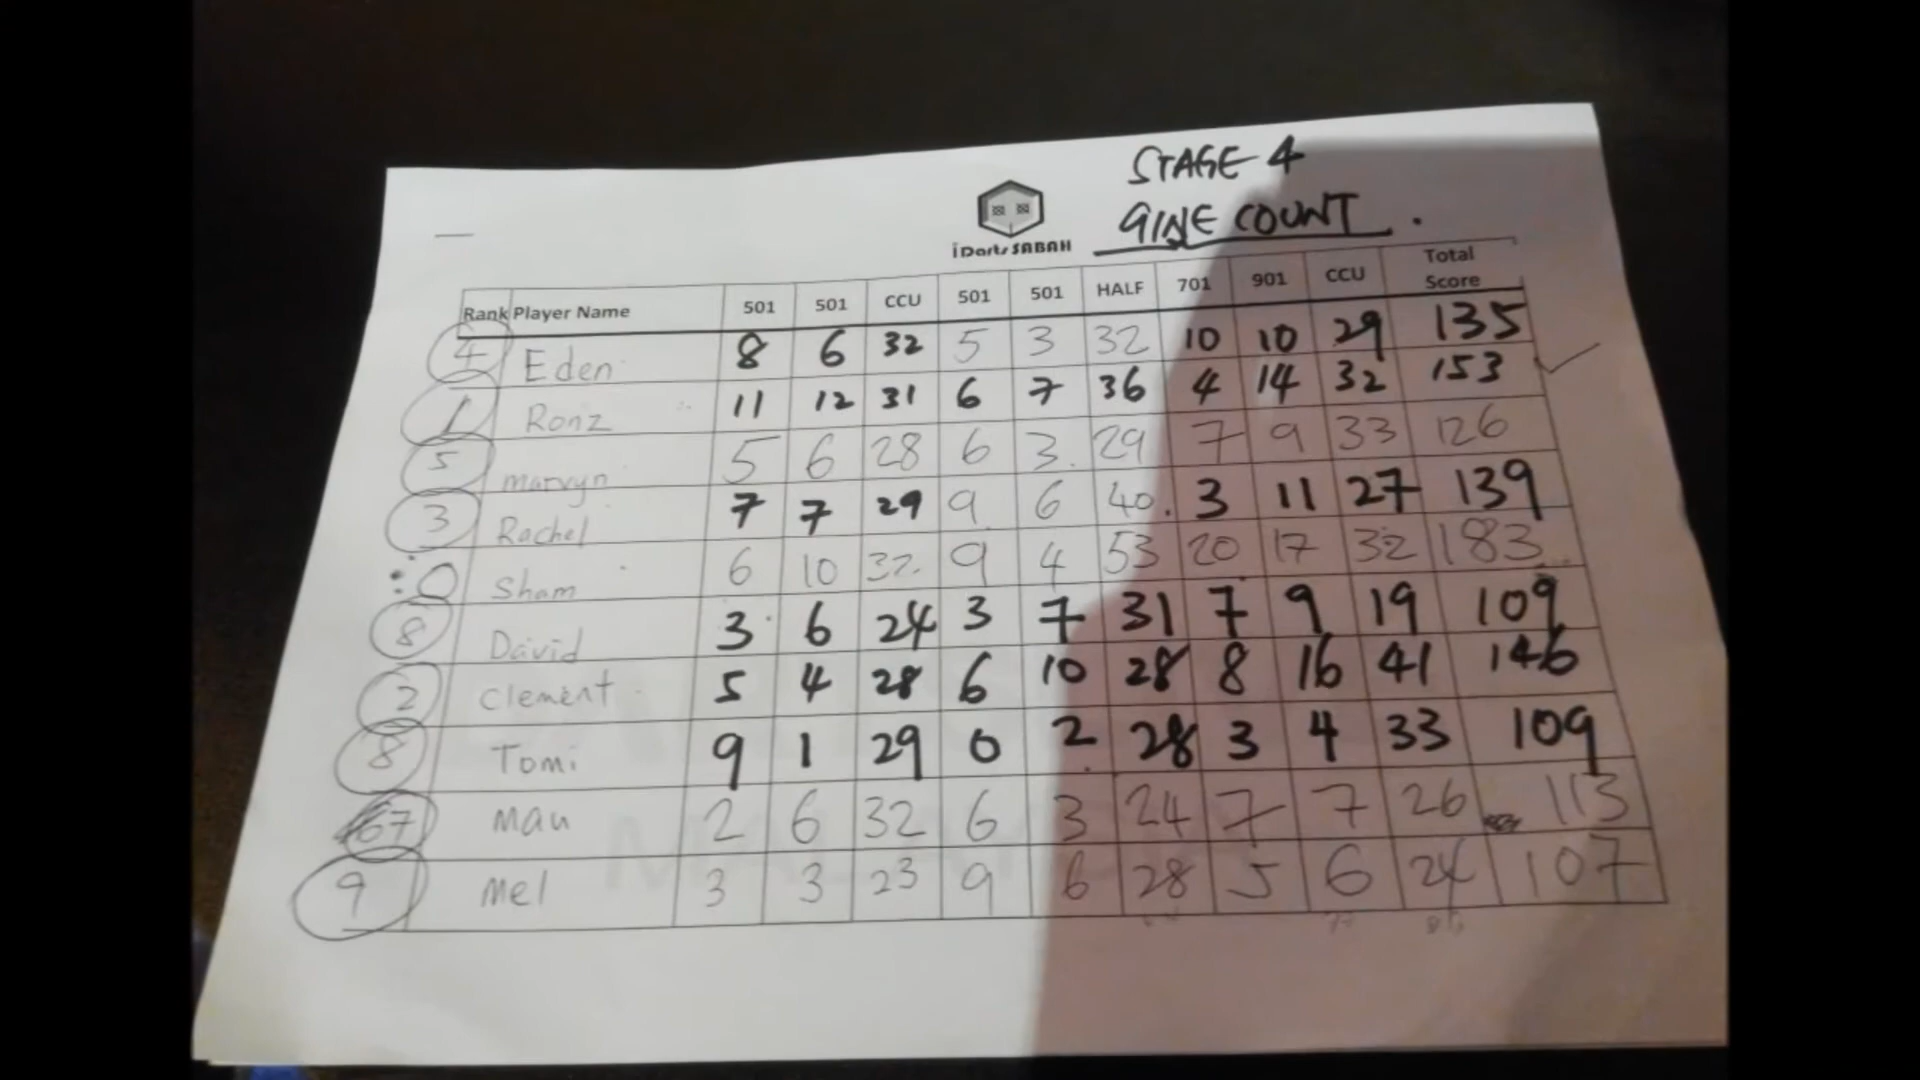 STAGE 4
9INE COUNT.
iDarts SABAH
Rank Player Name 501 501 CCU 501 501 HALF 701 901 CCU Total Score
4 Eden 8 6 32 5 3 32 10 10 29 135
1 Ronz 11 12 31 6 7 36 4 14 32 153
5 marvyn 5 6 28 6 3 29 7 9 33 126
3 Rachel 7 7 29 9 6 40 3 11 27 139
0 Sham 6 10 32 9 4 53 20 17 32 183
8 David 3 6 24 3 7 31 7 9 19 109
2 Clement 5 4 28 6 10 28 8 16 41 146
8 Tomi 9 1 29 0 2 28 3 4 33 109
7 Mau 2 6 32 6 3 24 7 7 26 113
9 Mel 3 3 23 9 6 28 5 6 24 107